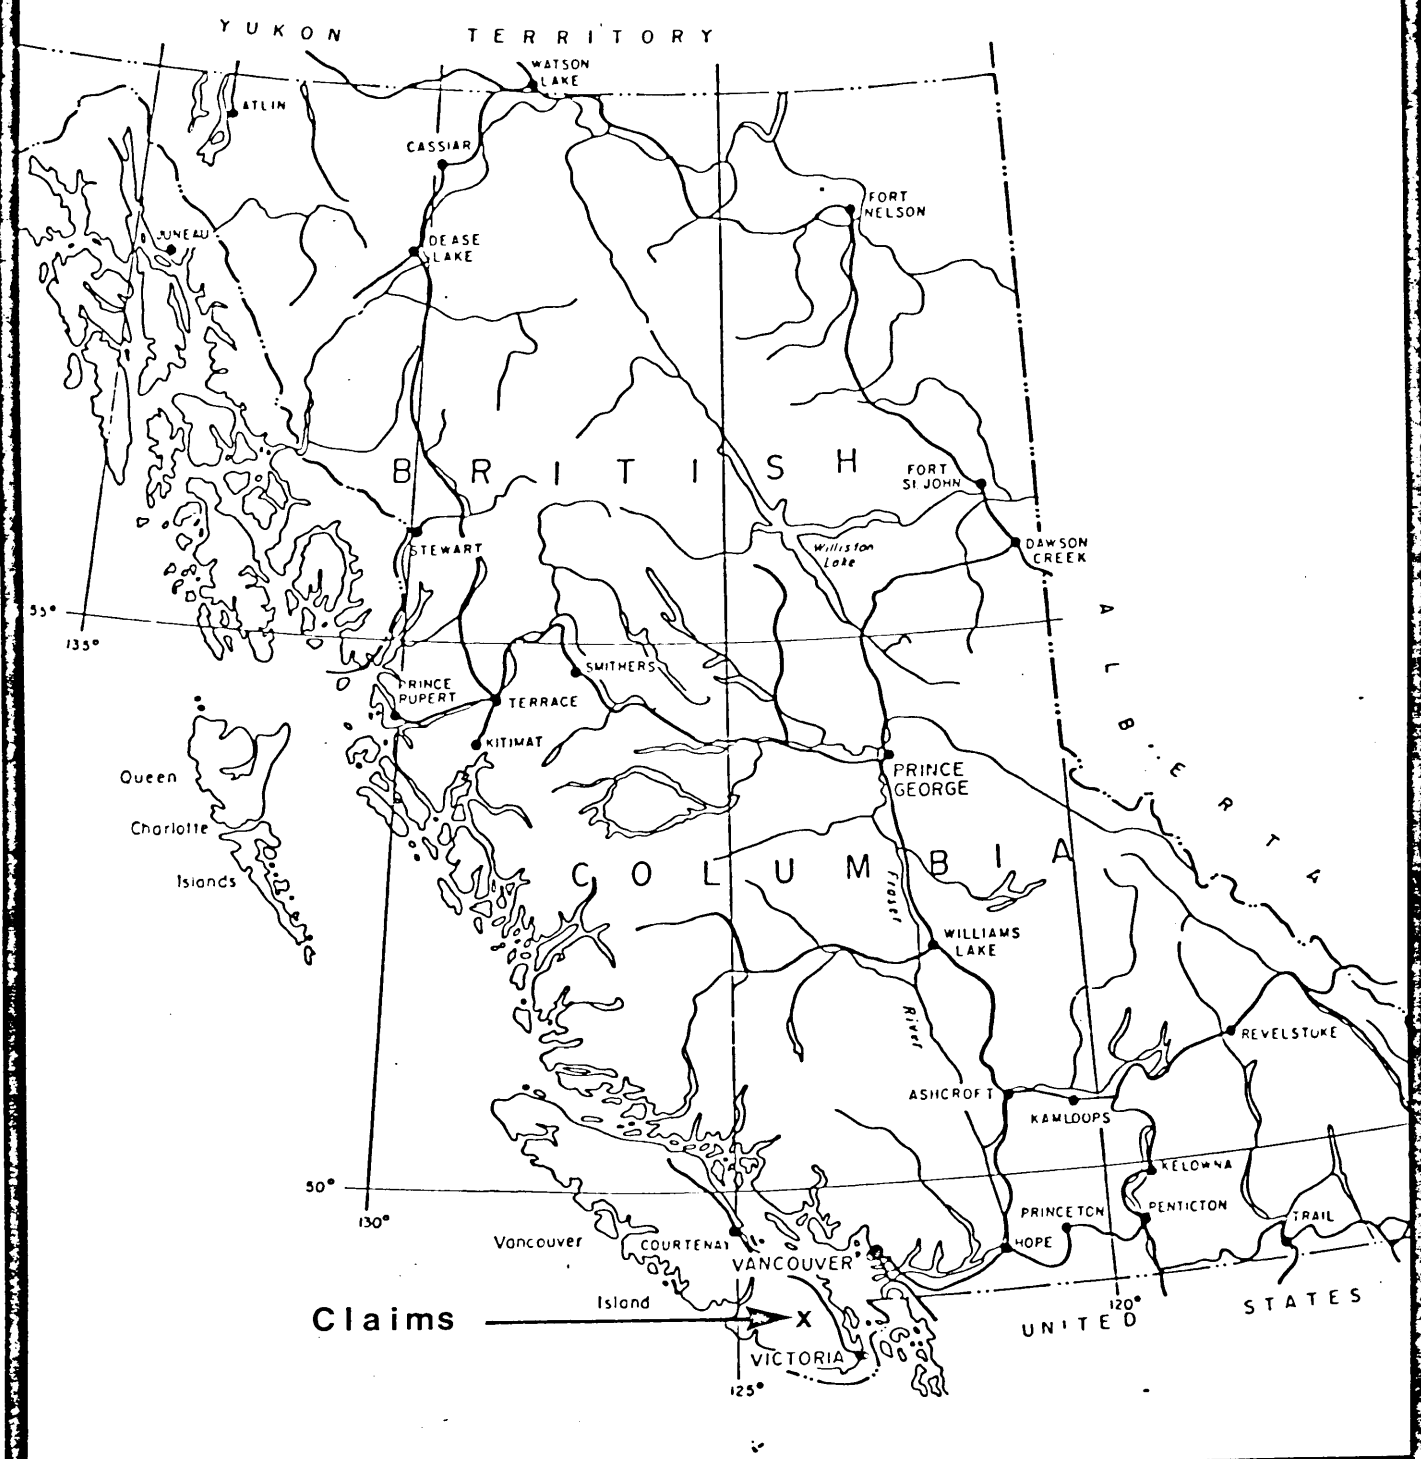 YUKON TERRITORY
WATSON
LAKE
ATLIN
CASSIAR
FORT
NELSON
JUNEAU
DEASE
LAKE
BRITISH
FORT
ST. JOHN
STEWART
Williston
Lake
DAWSON
CREEK
55°
135°
ALBERTA
SMITHERS
PRINCE
RUPERT
TERRACE
KITIMAT
PRINCE
GEORGE
Queen
Charlotte
Islands
COLUMBIA
Fraser
River
WILLIAMS
LAKE
REVELSTOKE
ASHCROFT
KAMLOOPS
50°
130°
KELOWNA
PENTICTON
PRINCETON
TRAIL
HOPE
Vancouver
COURTENAY
VANCOUVER
Island
Claims
X
120°
UNITED STATES
VICTORIA
125°